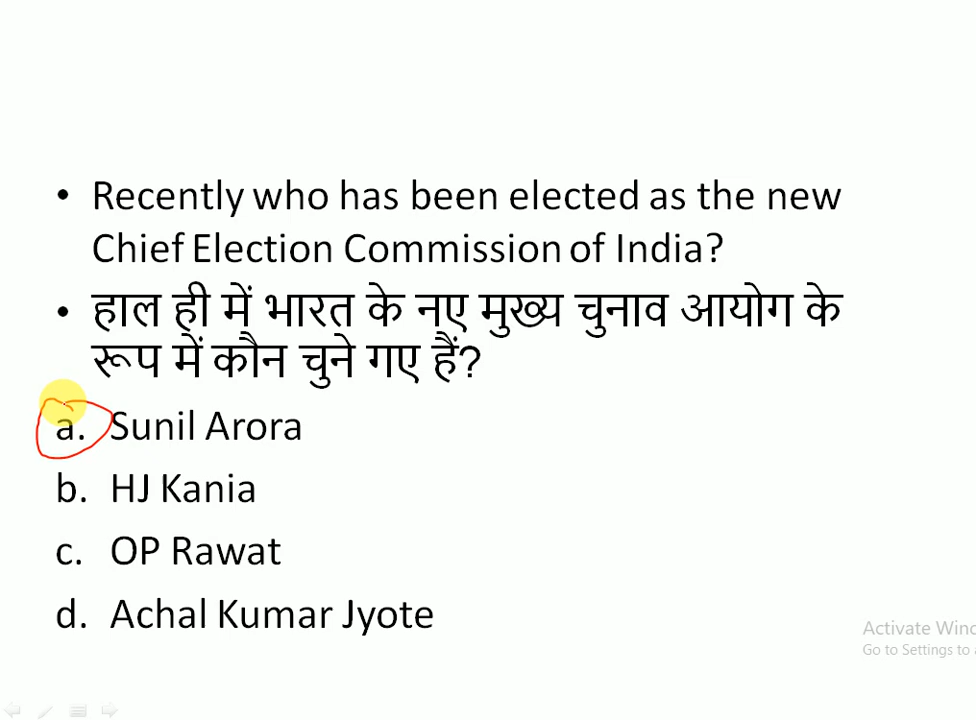 • Recently who has been elected as the new
Chief Election Commission of India?
• हाल ही में भारत के नए मुख्य चुनाव आयोग के
रूप में कौन चुने गए हैं?
a. Sunil Arora
b. HJ Kania
c. OP Rawat
d. Achal Kumar Jyote
Activate Wind
Go to Settings to